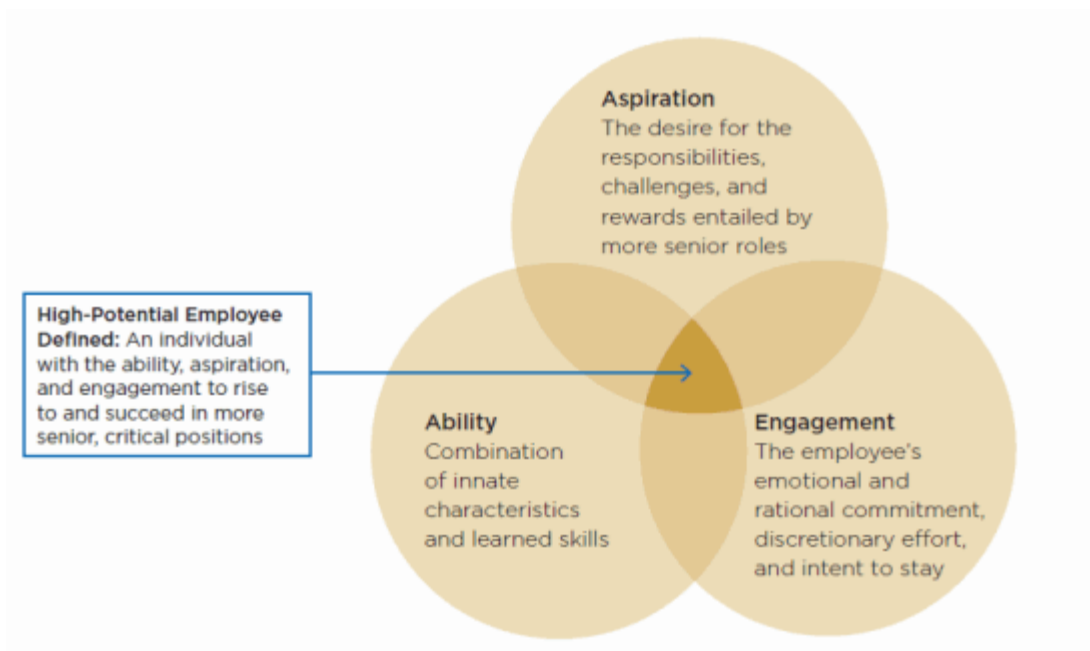 Aspiration
The desire for the
responsibilities,
challenges, and
rewards entailed by
more senior roles
High-Potential Employee
Defined: An individual
with the ability, aspiration,
and engagement to rise
to and succeed in more
senior, critical positions
Ability
Combination
of innate
characteristics
and learned skills
Engagement
The employee's
emotional and
rational commitment,
discretionary effort,
and intent to stay